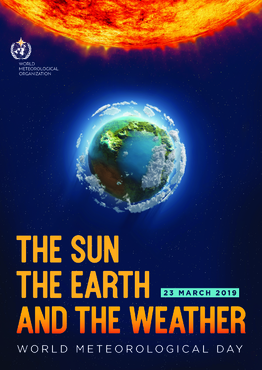 WORLD
METEOROLOGICAL
ORGANIZATION
THE SUN
THE EARTH
23 MARCH 2019
AND THE WEATHER
WORLD METEOROLOGICAL DAY